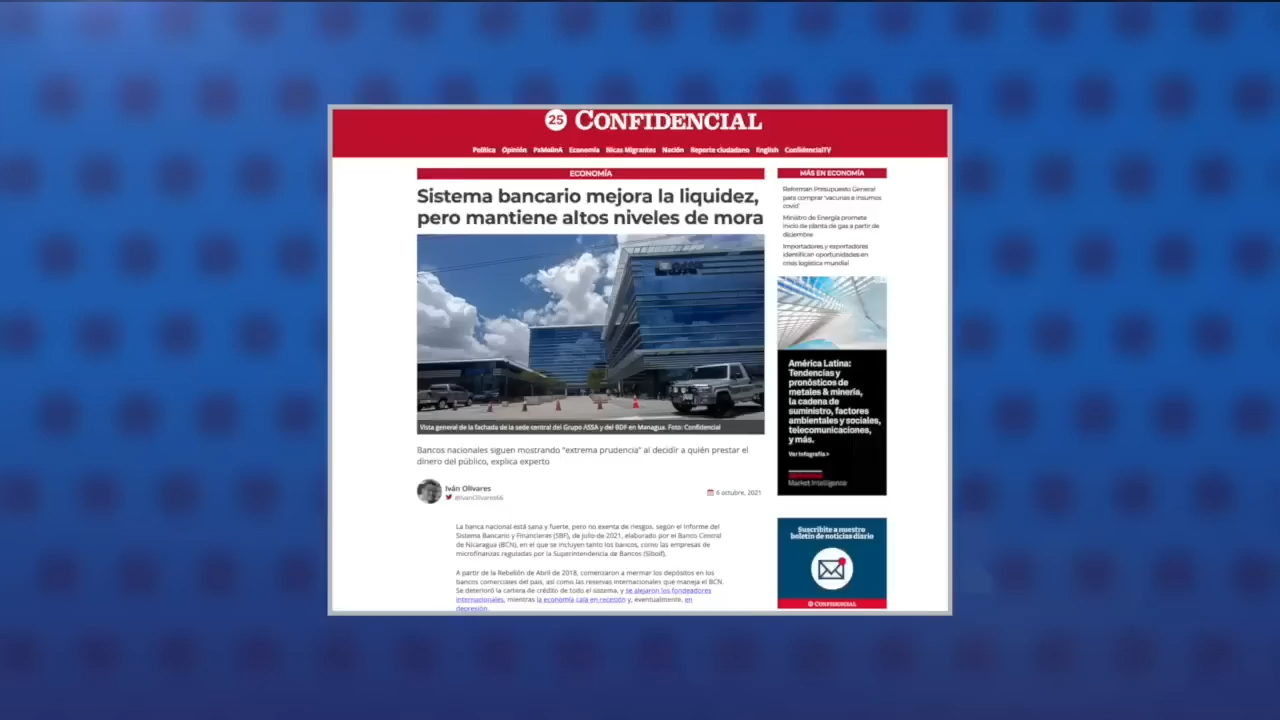 25 CONFIDENCIAL
Política Opinión PxMolinA Economía Nicas Migrantes Nación Reporte ciudadano English ConfidencialTV
ECONOMÍA
Sistema bancario mejora la liquidez,
pero mantiene altos niveles de mora
Vista general de la fachada de la sede sentral del Grupo ASSA y del BDF en Managua. Foto: Confidencial
Bancos nacionales siguen mostrando “extrema prudencia” al decidir a quién prestar el
dinero del público, explica experto
Iván Olivares
@IvanOlivares66
6 octubre, 2021
La banca nacional está sana y fuerte, pero no exenta de riesgos, según el Informe del
Sistema Bancario y Financieras (SBF), de julio de 2021, elaborado por el Banco Central
de Nicaragua (BCN), en el que se incluyen tanto los bancos, como las empresas de
microfinanzas reguladas por la Superintendencia de Bancos (Siboif).
A partir de la Rebelión de Abril de 2018, comenzaron a mermar los depósitos en los
bancos comerciales del país, así como las reservas internacionales que maneja el BCN.
Se deterioró la cartera de crédito de todo el sistema, y se alejaron los fondeadores
internacionales, mientras la economía caía en recesión y, eventualmente, en
depresión.
MÁS EN ECONOMÍA
Reforman Presupuesto General
para comprar ‘vacunas e insumos
covid’
Ministro de Energía promete
inicio de planta de gas a partir de
diciembre
Importadores y exportadores
identifican oportunidades en
crisis logística mundial
América Latina:
Tendencias y
pronósticos de
metales & minería,
la cadena de
suministro, factores
ambientales y sociales,
telecomunicaciones,
y más.
Ver Infografía >
Market Intelligence
Suscribite a nuestro
boletín de noticias diario
CONFIDENCIAL